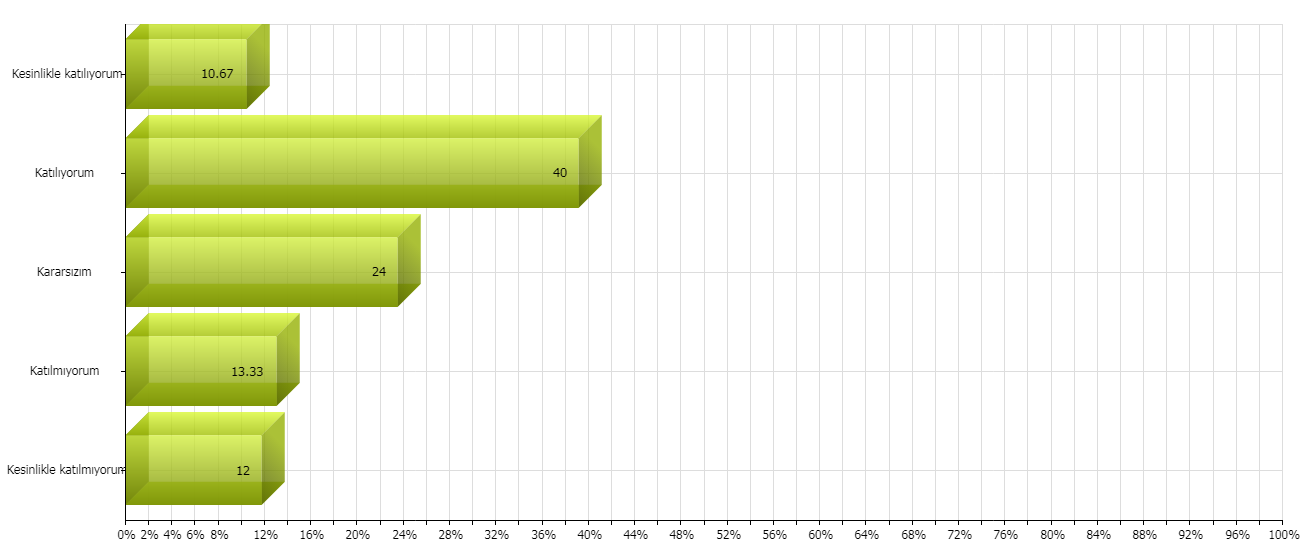 Kesinlikle katılıyorum
10.67
Katılıyorum
40
Kararsızım
24
Katılmıyorum
13.33
Kesinlikle katılmıyorum
12
0% 2% 4% 6% 8% 12% 16% 20% 24% 28% 32% 36% 40% 44% 48% 52% 56% 60% 64% 68% 72% 76% 80% 84% 88% 92% 96% 100%